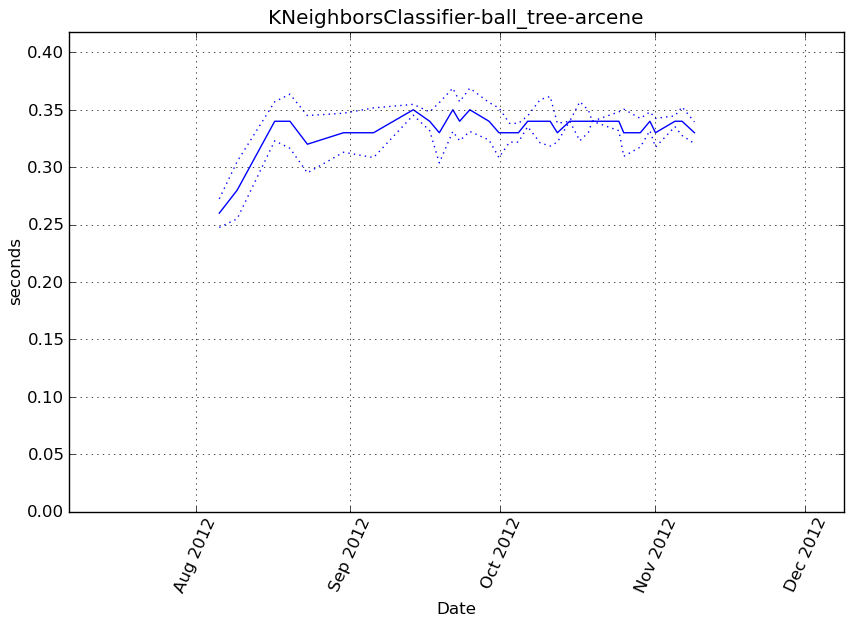 KNeighborsClassifier-ball_tree-arcene
0.40
0.35
0.30
0.25
0.20
0.15
0.10
0.05
0.00
seconds
Aug 2012
Sep 2012
Oct 2012
Nov 2012
Dec 2012
Date